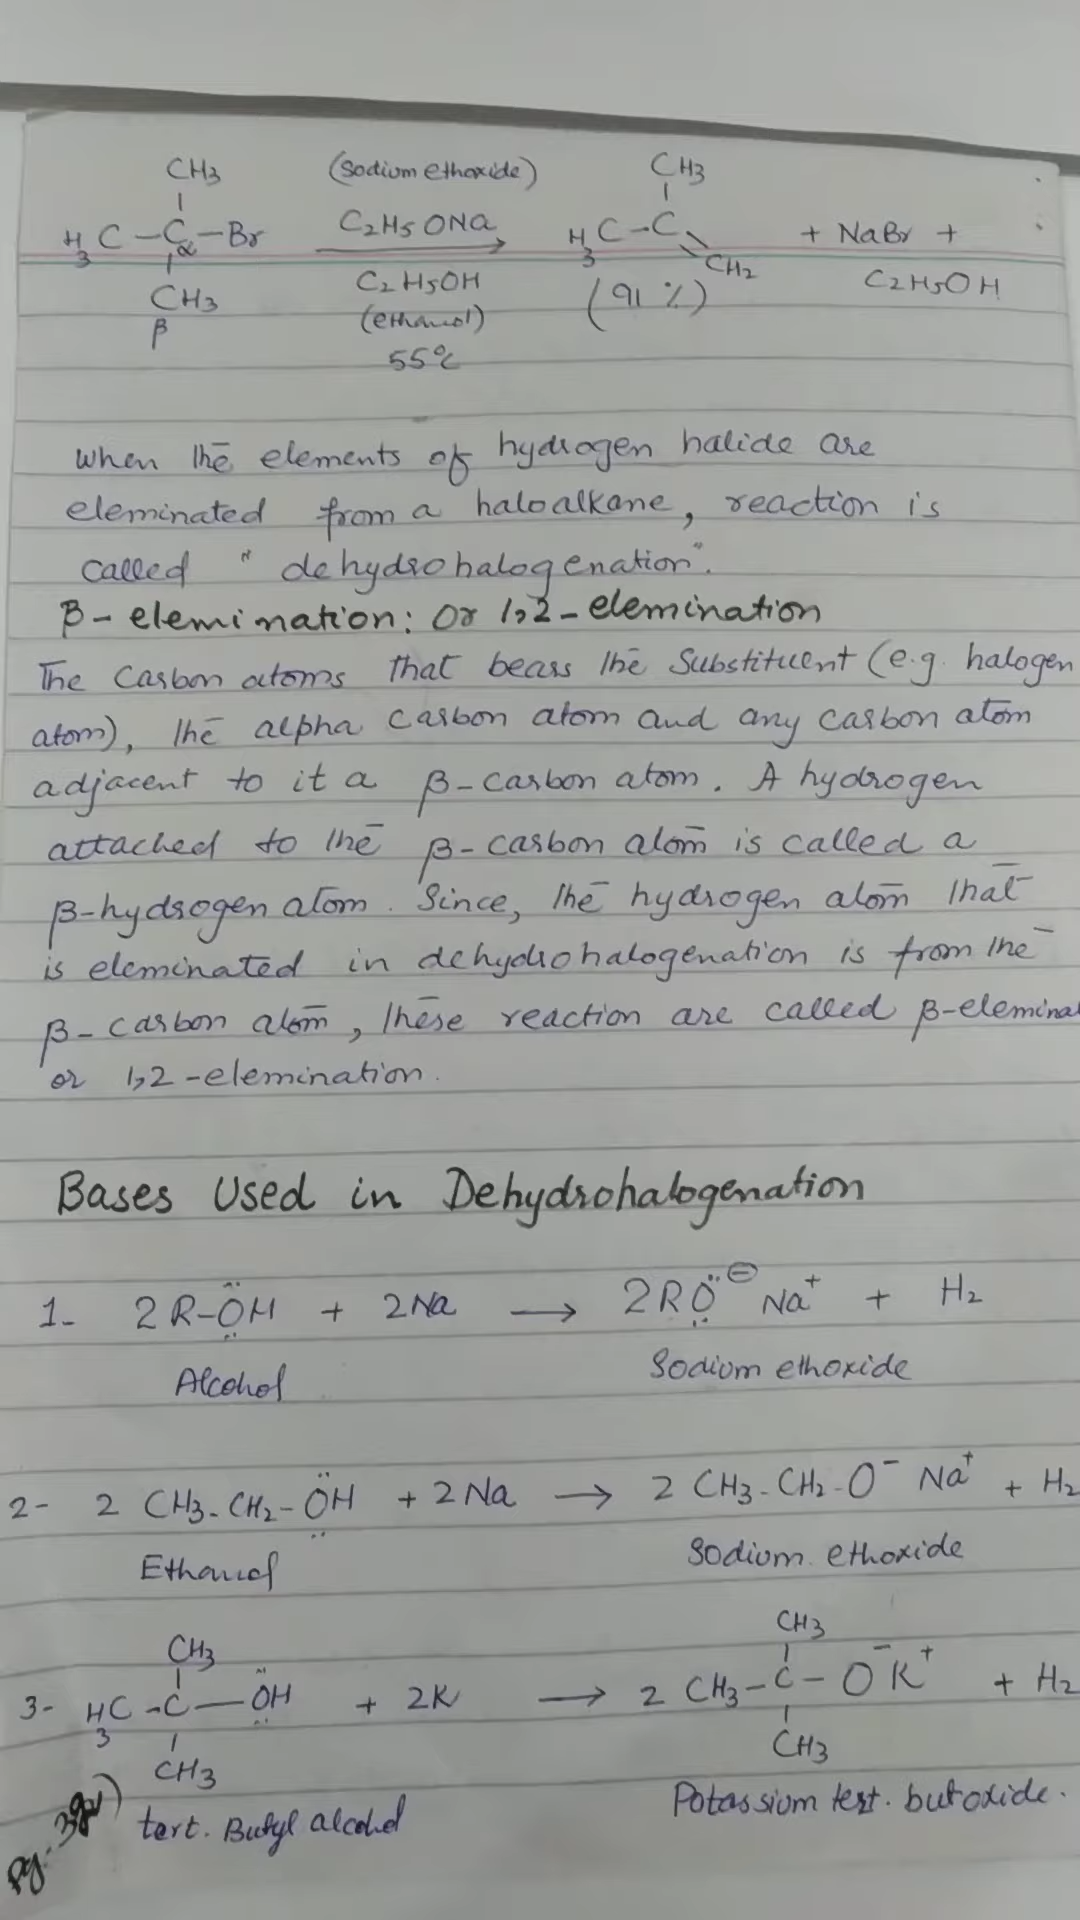 CH3 (Sodium ethoxide) CH3
H3C - Cα - Br C2H5ONa H3C - C + NaBr +
CH3 C2H5OH CH2 C2H5OH
β (ethanol) (91 %)
55°C
When the elements of hydrogen halide are
eleminated from a haloalkane, reaction is
called "dehydrohalogenation".
β- elemination: Or 1,2- elemination
The Carbon atoms that bears the Substituent (e.g. halogen
atom), the alpha carbon atom and any carbon atom
adjacent to it a β-carbon atom. A hydrogen
attached to the β-carbon atom is called a
β-hydrogen atom. Since, the hydrogen atom that
is eleminated in dehydrohalogenation is from the
β-carbon atom, these reaction are called β-elemina
or 1,2-elemination.
Bases Used in Dehydrohalogenation
1- 2R-ÖH + 2Na → 2RÖ⊖ Na+ + H2
Alcohol Sodium ethoxide
2- 2 CH3-CH2-ÖH + 2Na → 2 CH3-CH2-O- Na+ + H2
Ethanol Sodium ethoxide
CH3 CH3
3- H3C - C - ÖH + 2K → 2 CH3-C-O-K+ + H2
CH3 CH3
tert. Butyl alcohol Potassium tert. butoxide.